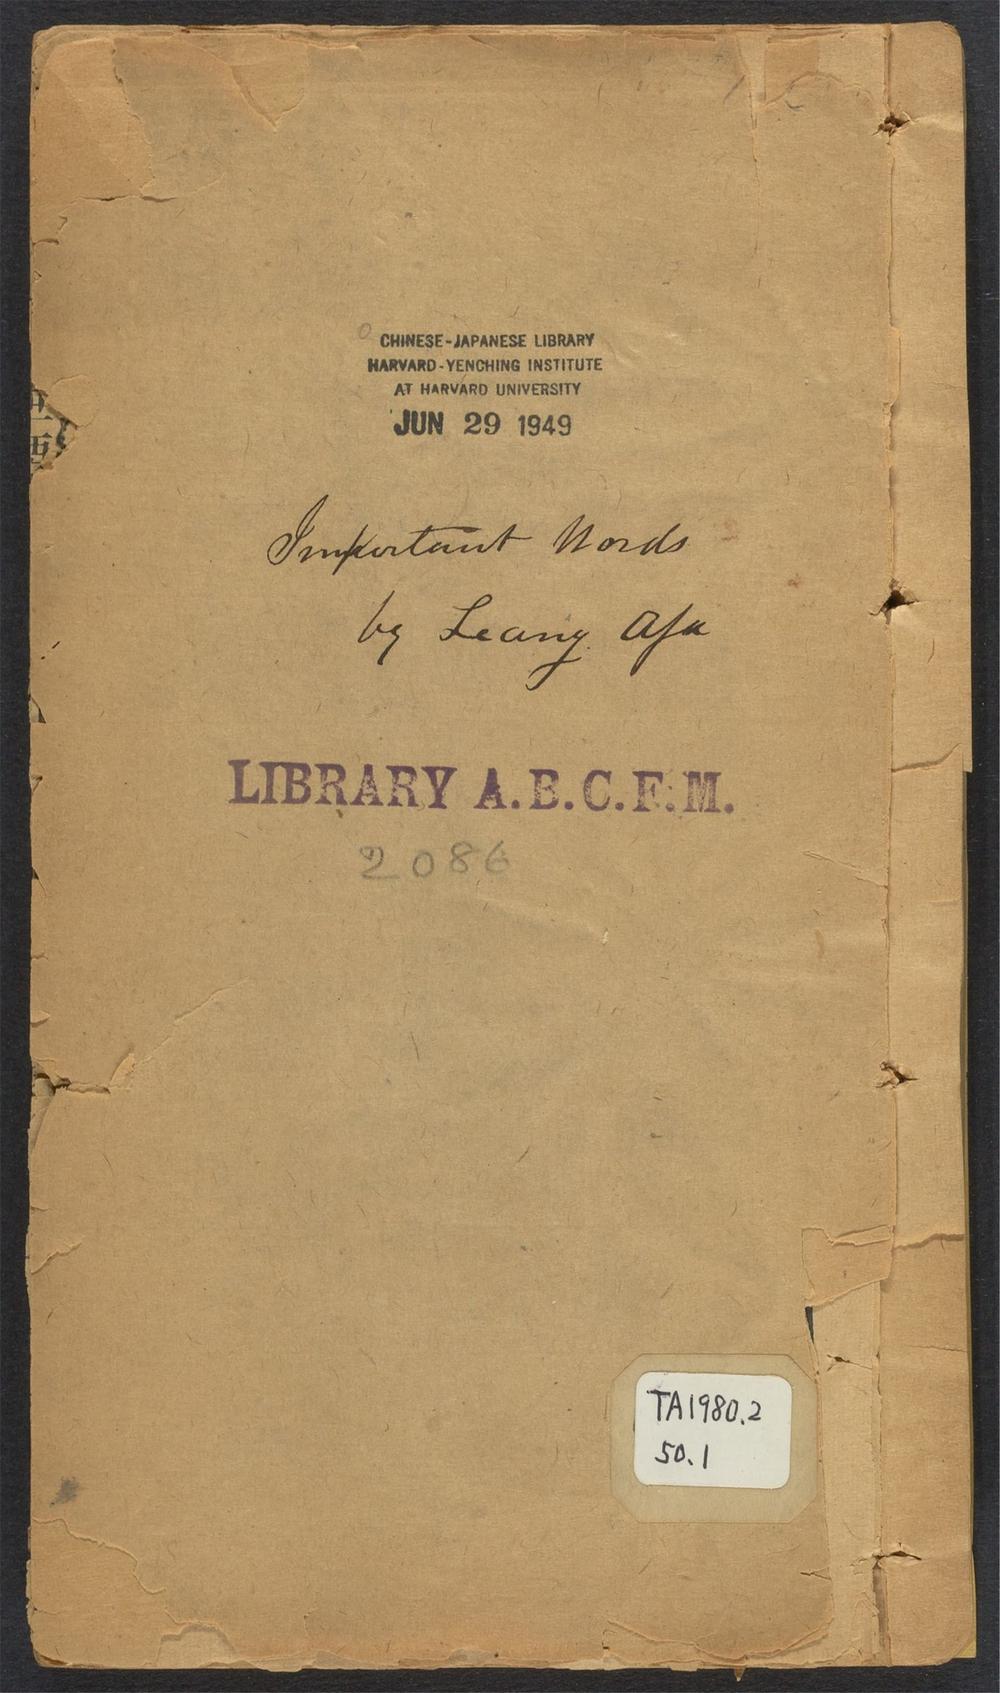 CHINESE-JAPANESE LIBRARY
HARVARD-YENCHING INSTITUTE
AT HARVARD UNIVERSITY
JUN 29 1949
Important Words
by Leang Afa
LIBRARY A.B.C.F.M.
2086
TA1980.2
50.1